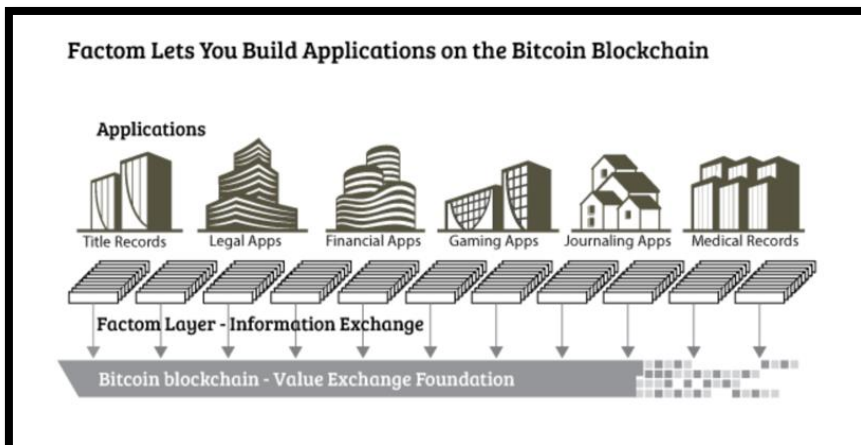 Factom Lets You Build Applications on the Bitcoin Blockchain
Applications
Title Records
Legal Apps
Financial Apps
Gaming Apps
Journaling Apps
Medical Records
Factom Layer - Information Exchange
Bitcoin blockchain - Value Exchange Foundation